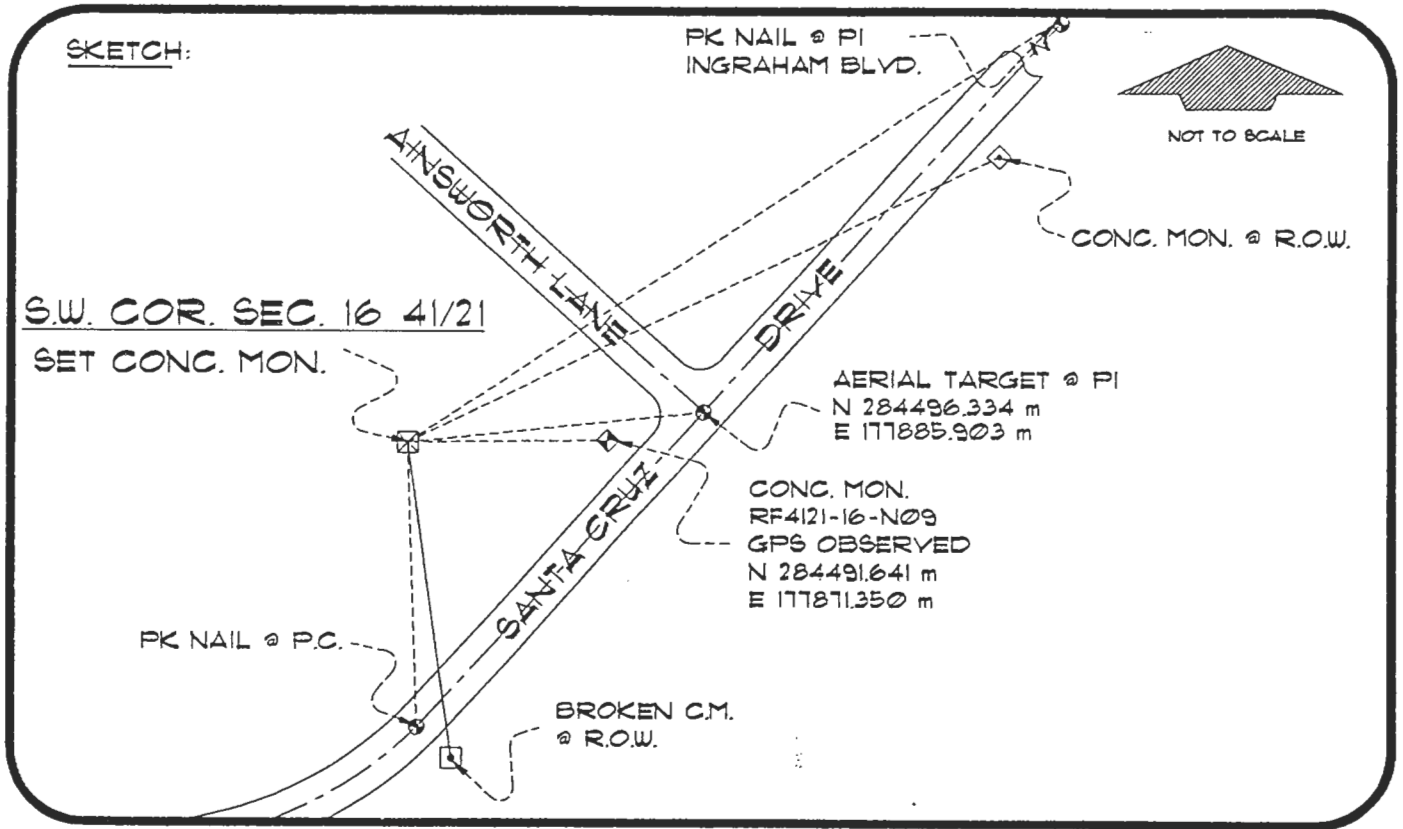 SKETCH:
PK NAIL @ PI
INGRAHAM BLVD.
N
NOT TO SCALE
AINSWORTH LANE
CONC. MON. @ R.O.W.
S.W. COR. SEC. 16 41/21
SET CONC. MON.
DRIVE
AERIAL TARGET @ PI
N 284496.334 m
E 177885.903 m
CONC. MON.
RF4121-16-N09
GPS OBSERVED
N 284491.641 m
E 177871.350 m
SANTA CRUZ
PK NAIL @ P.C.
BROKEN C.M.
@ R.O.W.